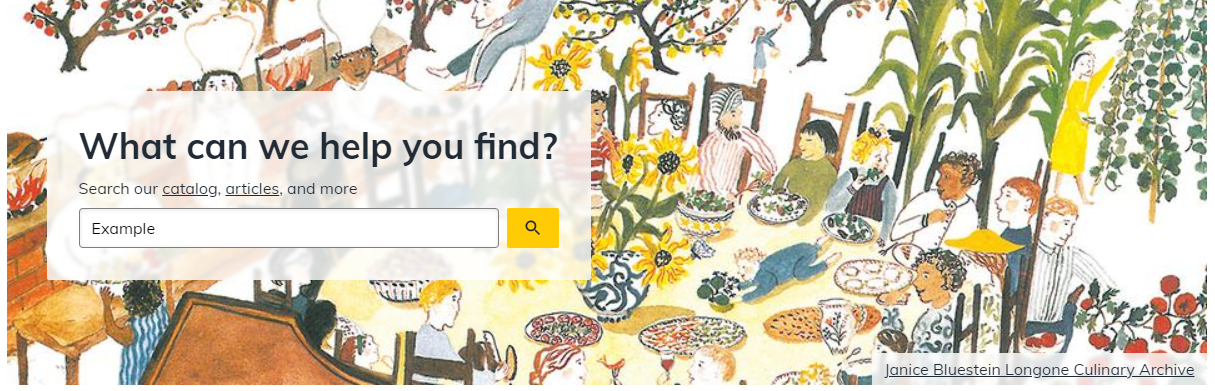 What can we help you find?
Search our catalog, articles, and more
Example
Janice Bluestein Longone Culinary Archive